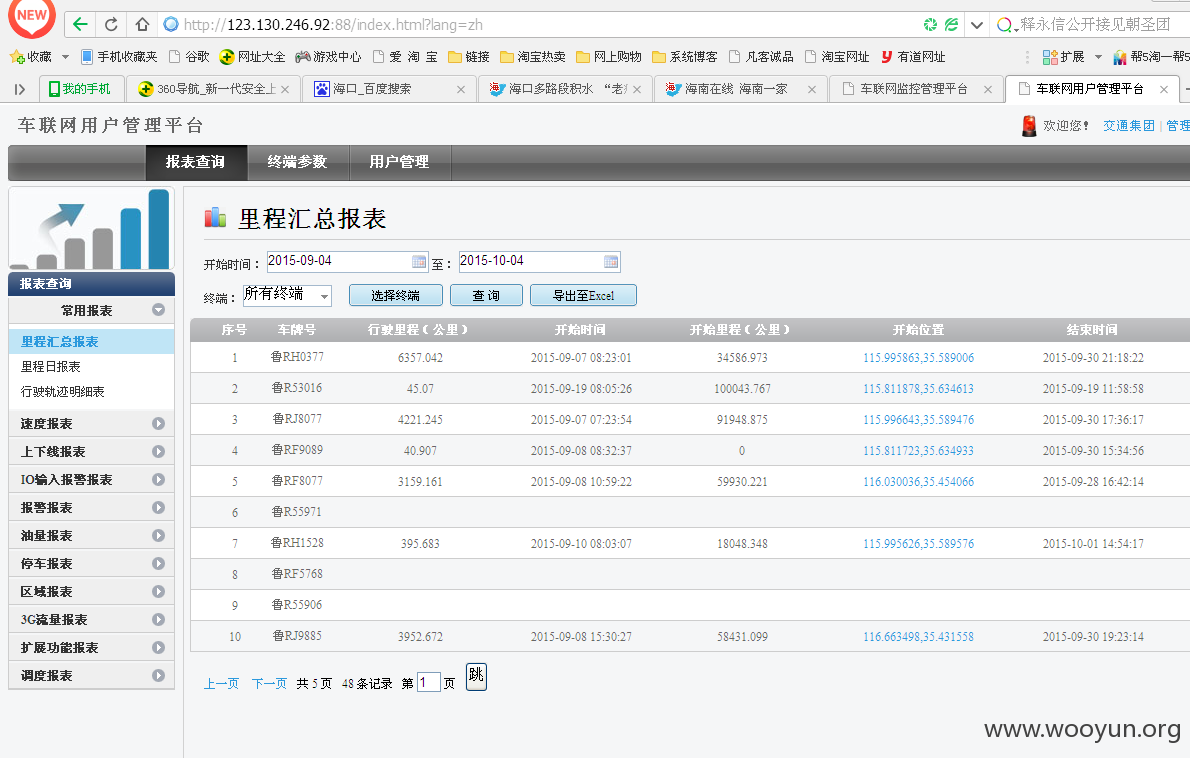 NEW
http://123.130.246.92:88/index.html?lang=zh 释永信公开接见朝圣团
收藏 手机收藏夹 谷歌 网址大全 游戏中心 爱 淘 宝 链接 淘宝热卖 网上购物 系统博客 凡客诚品 淘宝网址 有道网址 扩展 帮5淘一帮5
我的手机 360导航_新一代安全上 海口_百度搜索 海口多路段积水 “老 海南在线 海南一家 车联网监控管理平台 车联网用户管理平台
车联网用户管理平台 欢迎您! 交通集团 | 管理
报表查询 终端参数 用户管理
里程汇总报表
开始时间： 2015-09-04 至： 2015-10-04
终端： 所有终端 选择终端 查 询 导出至Excel
报表查询
常用报表
里程汇总报表
里程日报表
行驶轨迹明细表
速度报表
上下线报表
IO输入报警报表
报警报表
油量报表
停车报表
区域报表
3G流量报表
扩展功能报表
调度报表
序号 车牌号 行驶里程（公里） 开始时间 开始里程（公里） 开始位置 结束时间
1 鲁RH0377 6357.042 2015-09-07 08:23:01 34586.973 115.995863,35.589006 2015-09-30 21:18:22
2 鲁R53016 45.07 2015-09-19 08:05:26 100043.767 115.811878,35.634613 2015-09-19 11:58:58
3 鲁RJ8077 4221.245 2015-09-07 07:23:54 91948.875 115.996643,35.589476 2015-09-30 17:36:17
4 鲁RF9089 40.907 2015-09-08 08:32:37 0 115.811723,35.634933 2015-09-30 15:34:56
5 鲁RF8077 3159.161 2015-09-08 10:59:22 59930.221 116.030036,35.454066 2015-09-28 16:42:14
6 鲁R55971
7 鲁RH1528 395.683 2015-09-10 08:03:07 18048.348 115.995626,35.589576 2015-10-01 14:54:17
8 鲁RF5768
9 鲁R55906
10 鲁RJ9885 3952.672 2015-09-08 15:30:27 58431.099 116.663498,35.431558 2015-09-30 19:23:14
上一页 下一页 共 5 页 48 条记录 第 1 页 跳
www.wooyun.org